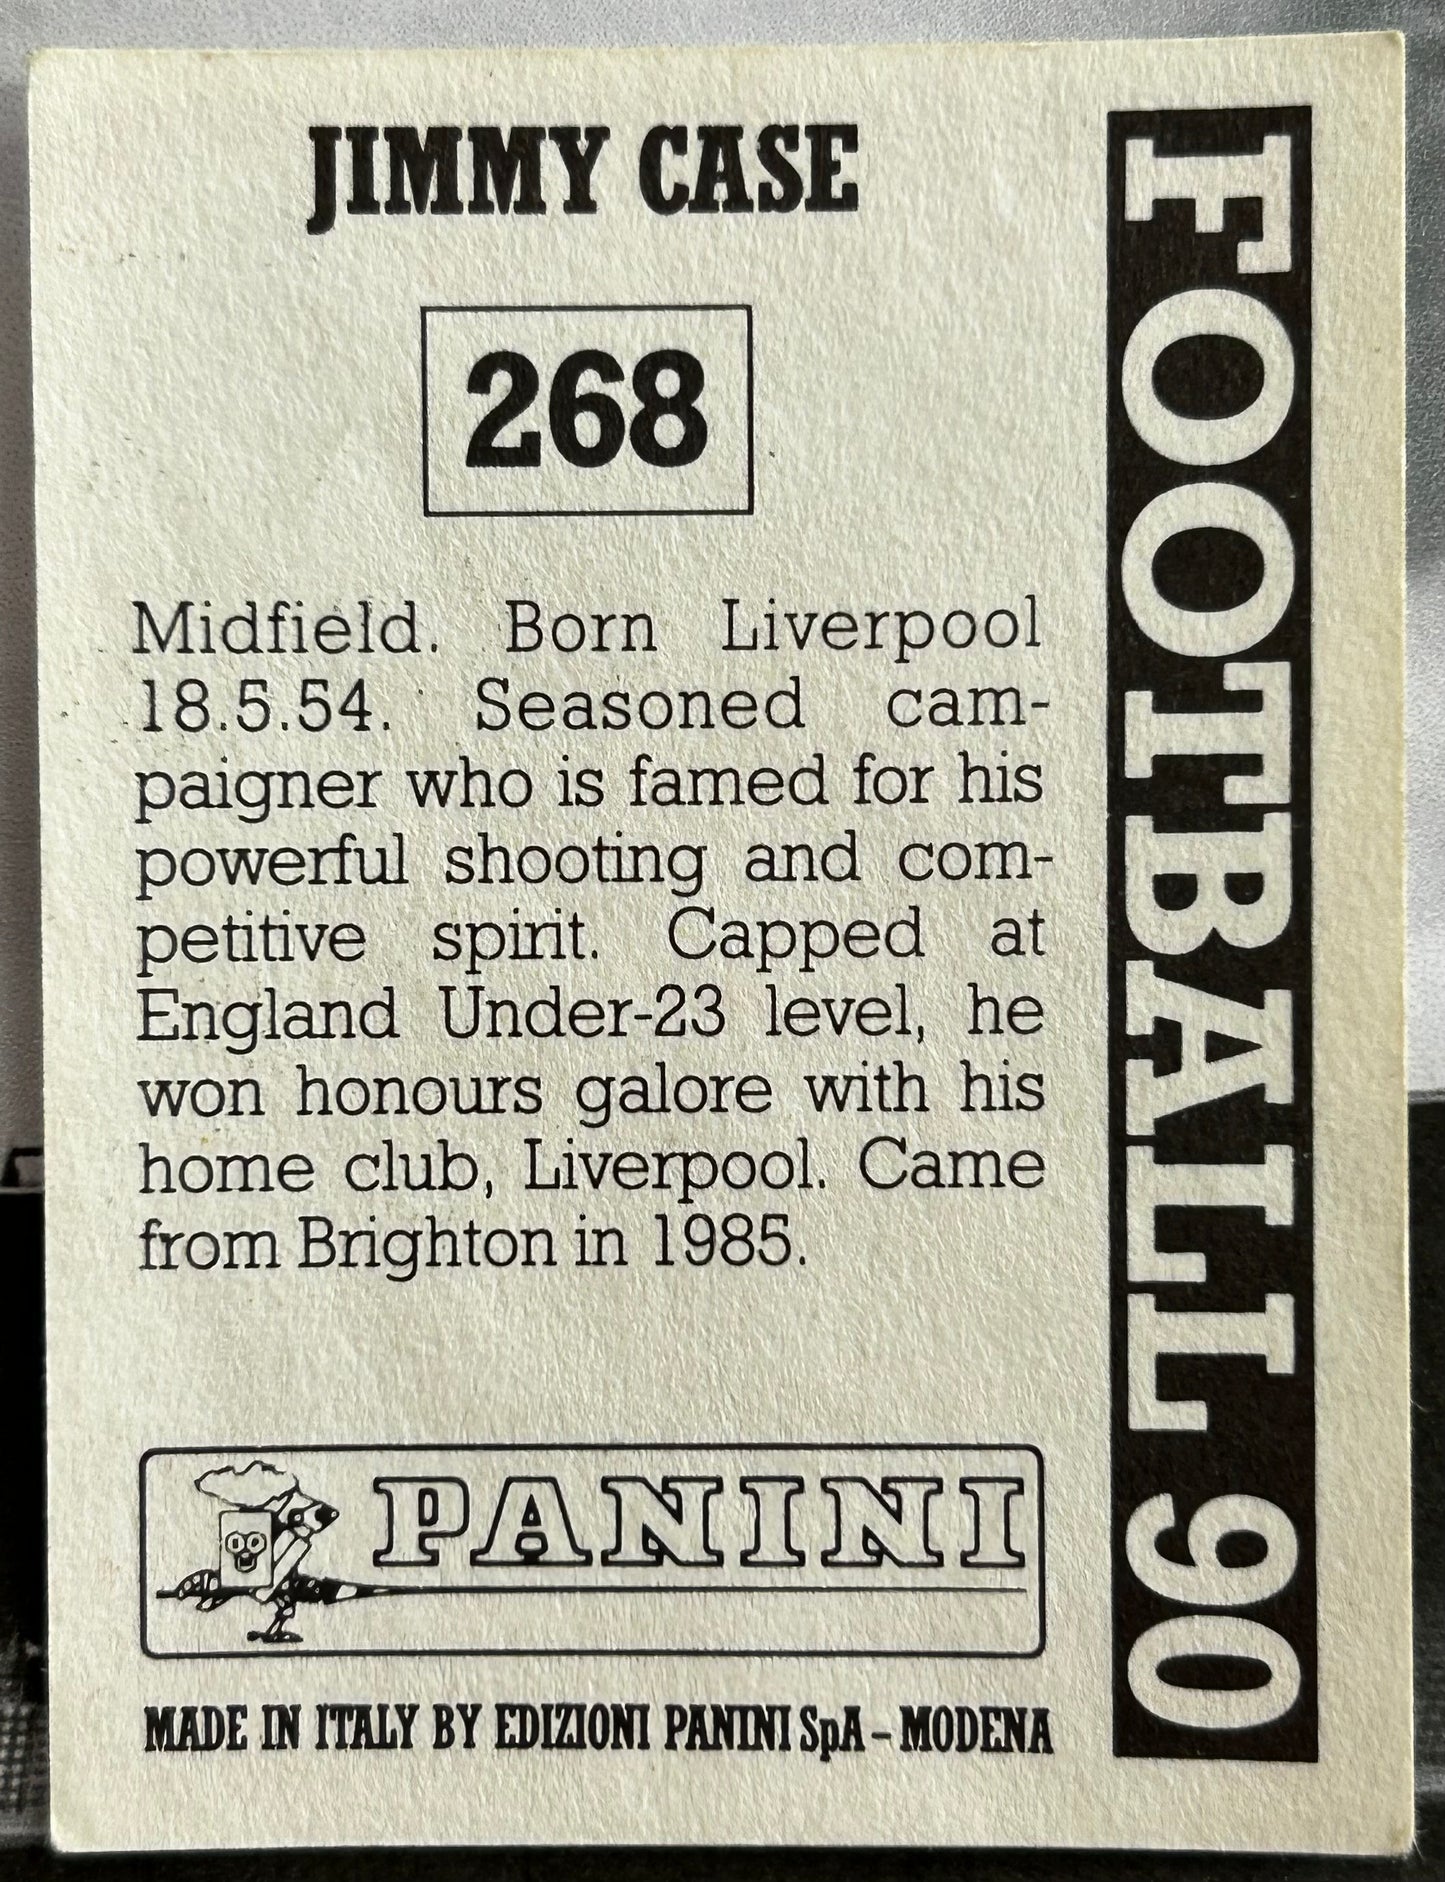 JIMMY CASE
268
Midfield. Born Liverpool
18.5.54. Seasoned cam-
paigner who is famed for his
powerful shooting and com-
petitive spirit. Capped at
England Under-23 level, he
won honours galore with his
home club, Liverpool. Came
from Brighton in 1985.
PANINI
MADE IN ITALY BY EDIZIONI PANINI SpA – MODENA
FOOTBALL 90